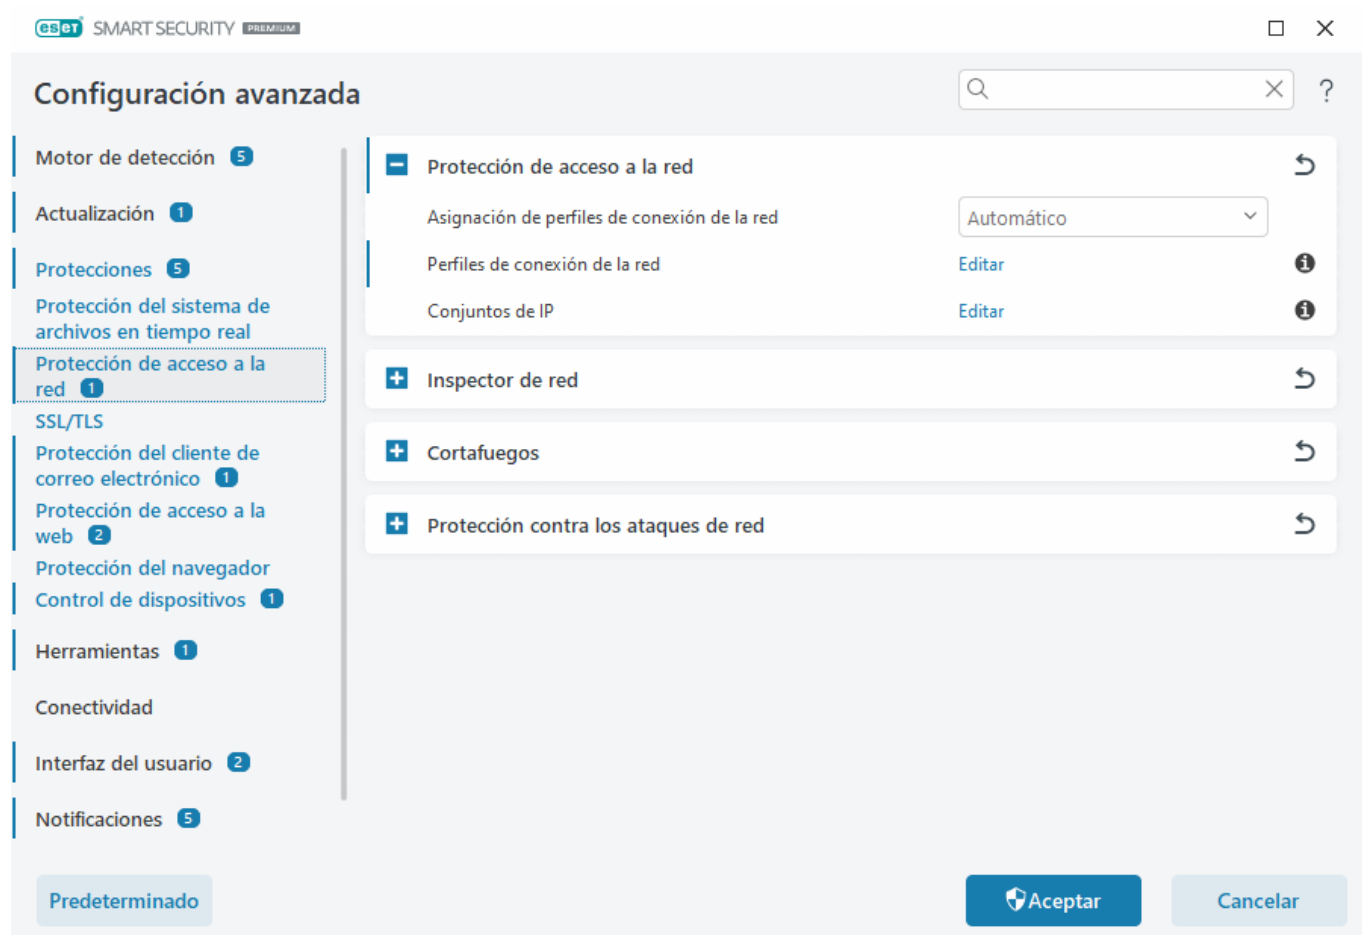 eset SMART SECURITY PREMIUM
Configuración avanzada
?
Motor de detección 5
Actualización 1
Protecciones 5
Protección del sistema de
archivos en tiempo real
Protección de acceso a la
red 1
SSL/TLS
Protección del cliente de
correo electrónico 1
Protección de acceso a la
web 2
Protección del navegador
Control de dispositivos 1
Herramientas 1
Conectividad
Interfaz del usuario 2
Notificaciones 5
Protección de acceso a la red
Asignación de perfiles de conexión de la red Automático
Perfiles de conexión de la red Editar
Conjuntos de IP Editar
Inspector de red
Cortafuegos
Protección contra los ataques de red
Predeterminado
Aceptar
Cancelar